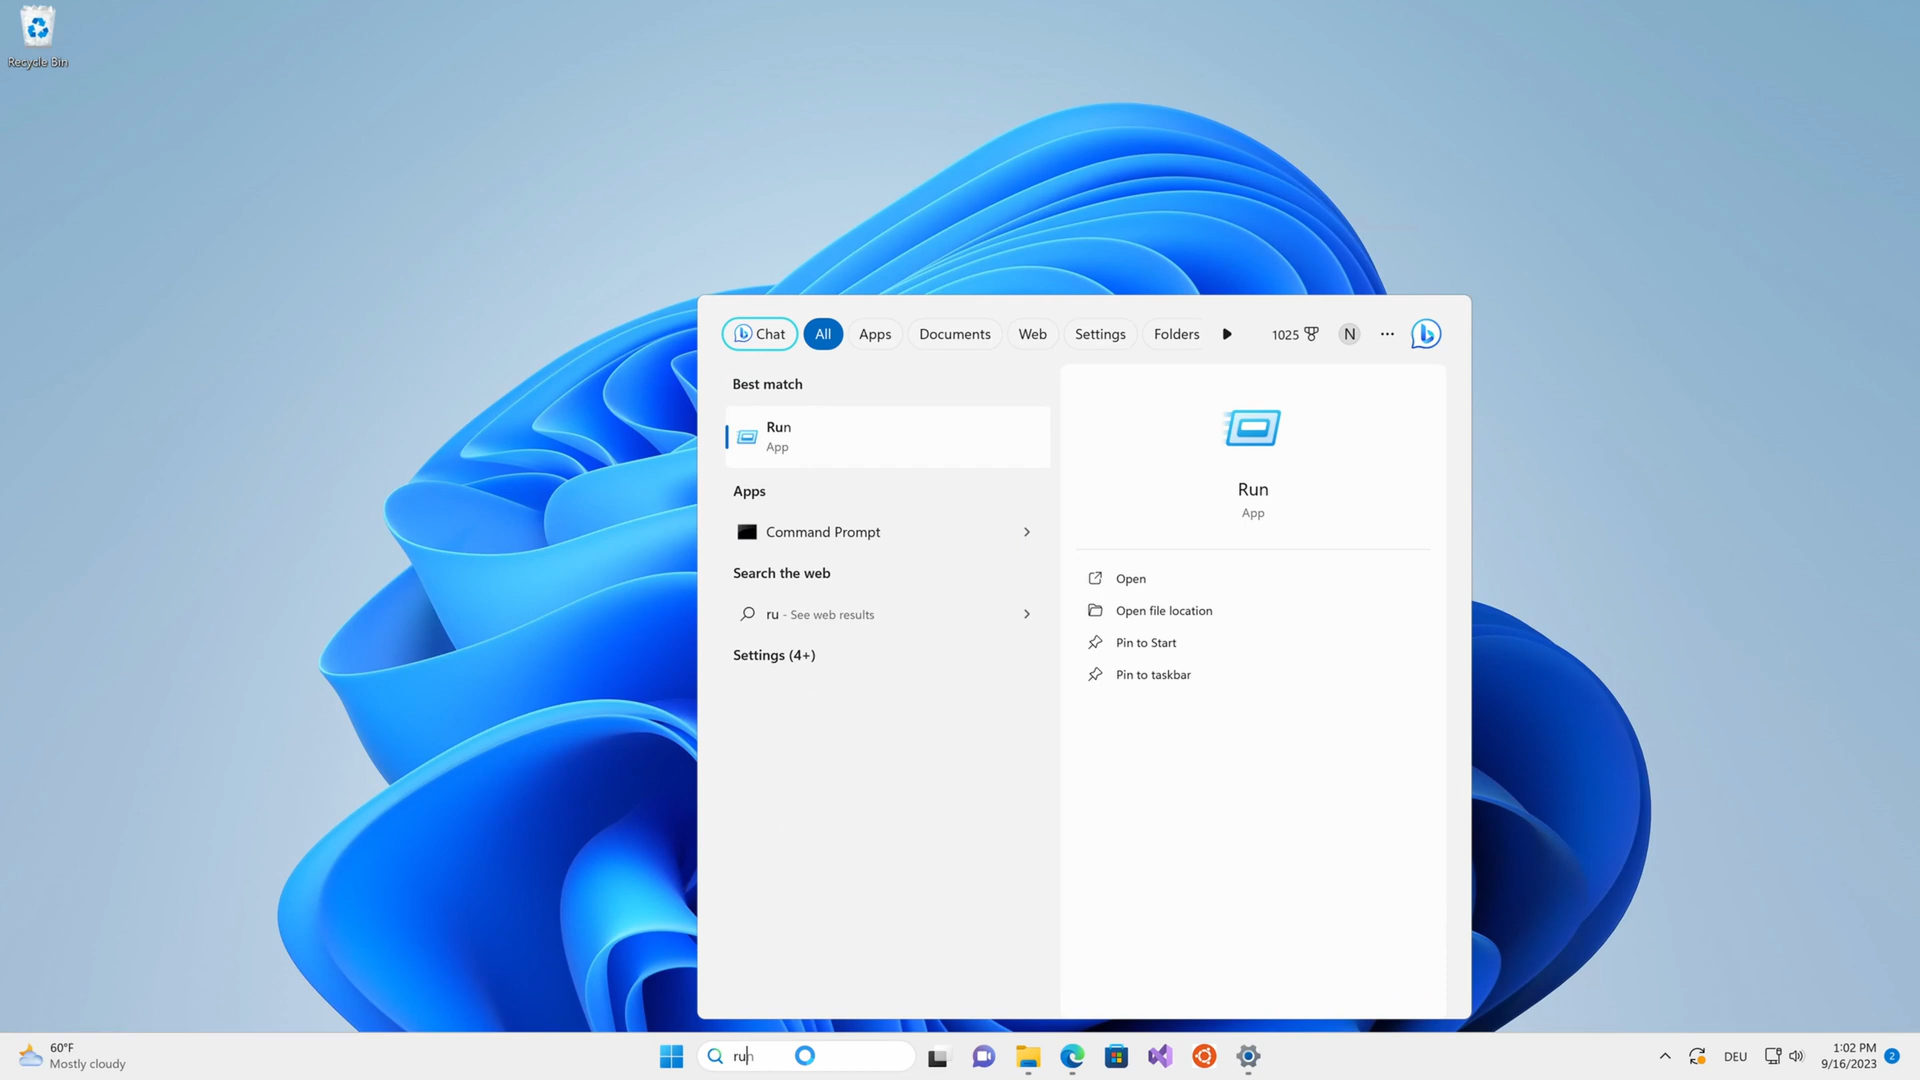 Recycle Bin
Chat
All
Apps
Documents
Web
Settings
Folders
1025
N
Best match
Run
App
Apps
Command Prompt
Search the web
ru - See web results
Settings (4+)
Run
App
Open
Open file location
Pin to Start
Pin to taskbar
60°F
Mostly cloudy
run
DEU
1:02 PM
9/16/2023
2